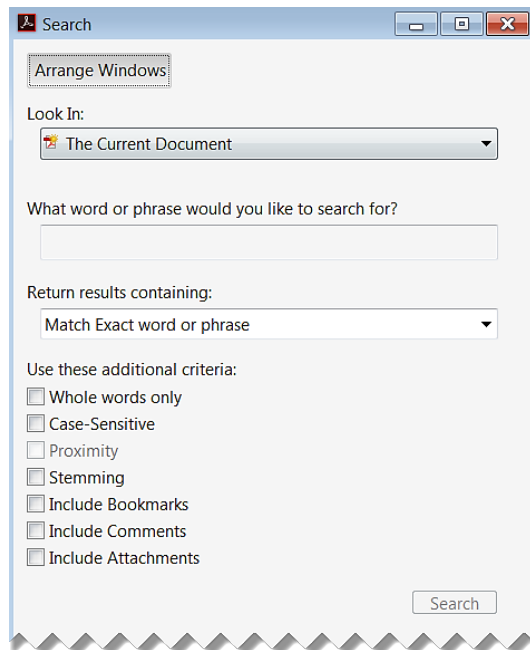 Search
Arrange Windows
Look In:
The Current Document
What word or phrase would you like to search for?
Return results containing:
Match Exact word or phrase
Use these additional criteria:
Whole words only
Case-Sensitive
Proximity
Stemming
Include Bookmarks
Include Comments
Include Attachments
Search